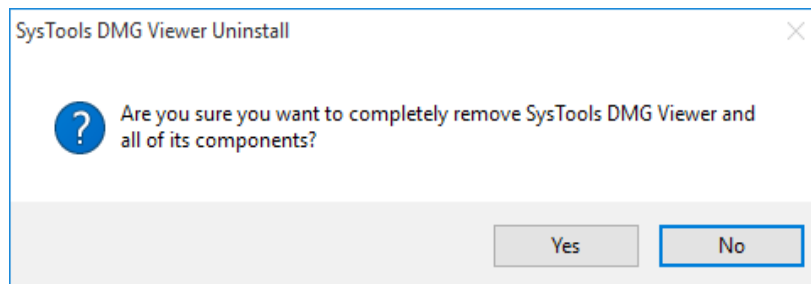 SysTools DMG Viewer Uninstall
Are you sure you want to completely remove SysTools DMG Viewer and
all of its components?
Yes No